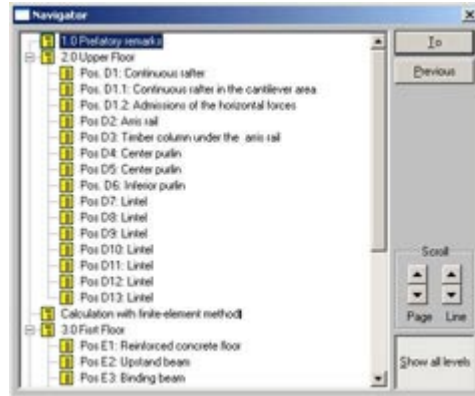 Navigator
1.0 Prefatory remarks
2.0 Upper Floor
Pos. D1: Continuous rafter
Pos. D1.1: Continuous rafter in the cantilever area
Pos. D1.2: Admissions of the horizontal forces
Pos D2: Arris rail
Pos D3: Timber column under the arris rail
Pos D4: Center purlin
Pos D5: Center purlin
Pos. D6: Inferior purlin
Pos D7: Lintel
Pos D8: Lintel
Pos D9: Lintel
Pos D10: Lintel
Pos D11: Lintel
Pos D12: Lintel
Pos D13: Lintel
Calculation with finite-element method
3.0 Fisrt Floor
Pos E1: Reinforced concrete floor
Pos E2: Upstand beam
Pos E3: Binding beam
To
Previous
Scroll
Page Line
Show all levels